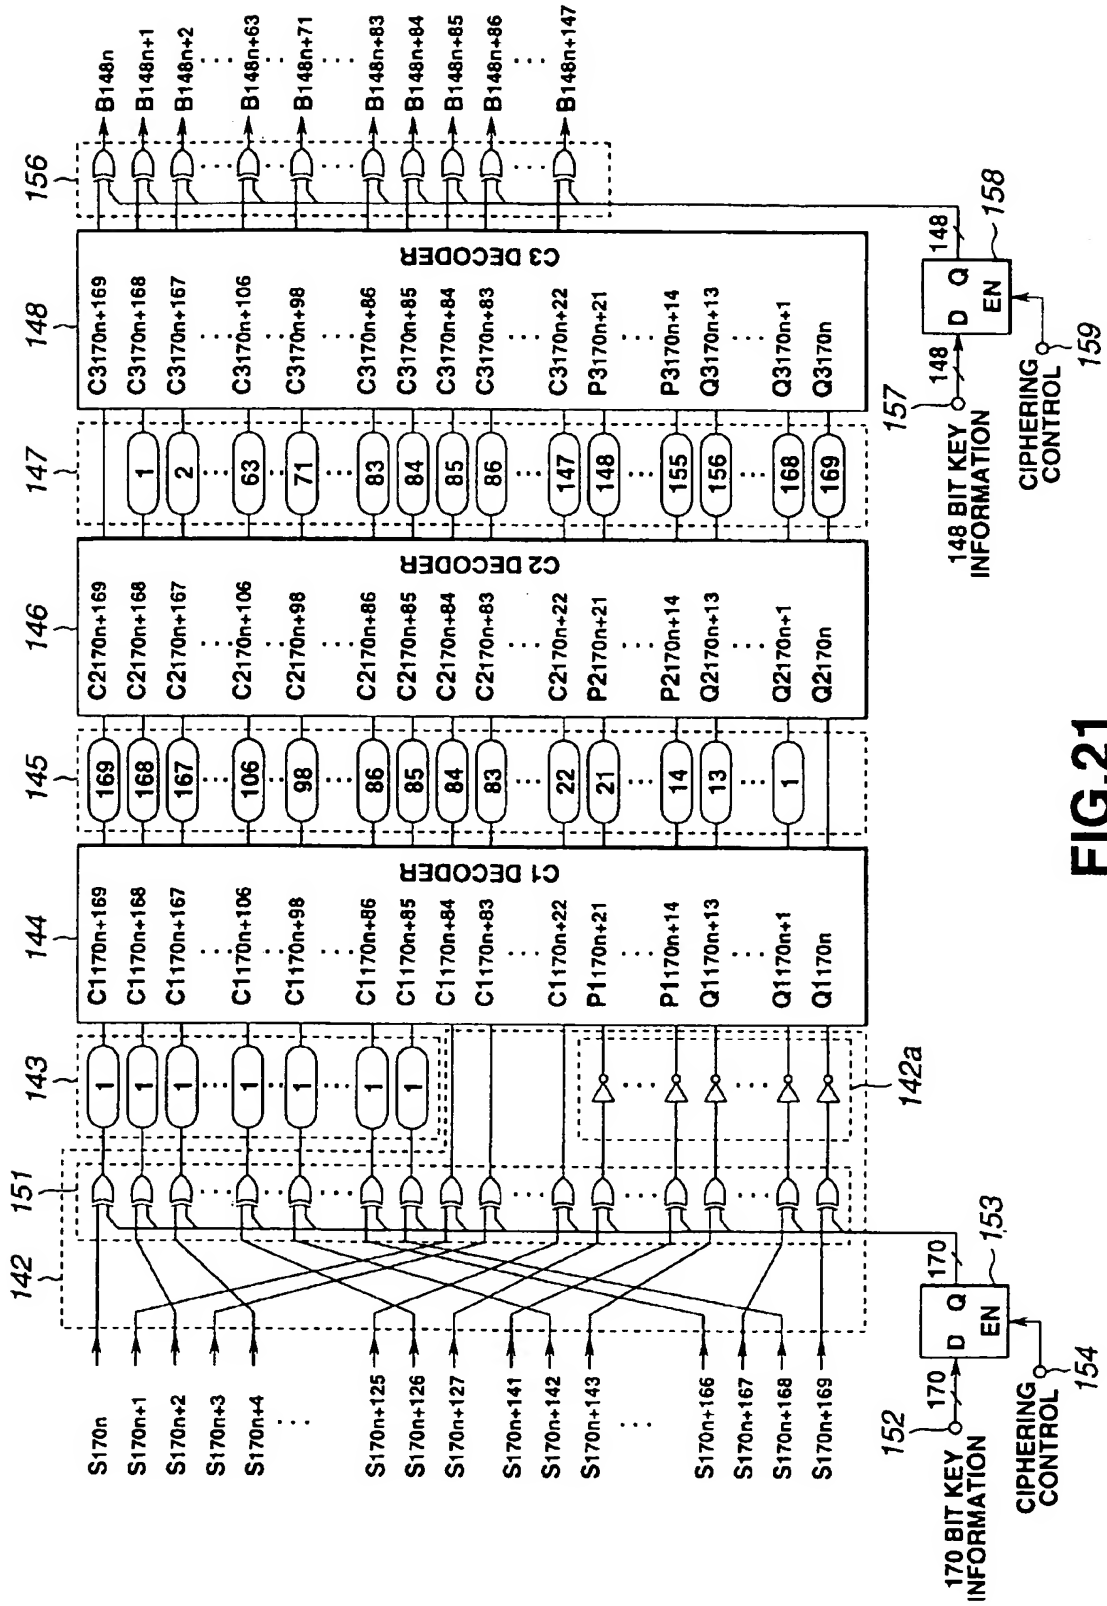 142
151
143
144
145
146
147
148
156
S170n
S170n+1
S170n+2
S170n+3
S170n+4
S170n+125
S170n+126
S170n+127
S170n+141
S170n+142
S170n+143
S170n+166
S170n+167
S170n+168
S170n+169
1
1
1
1
1
1
1
142a
C1170n+169
C1170n+168
C1170n+167
C1170n+106
C1170n+98
C1170n+86
C1170n+85
C1170n+84
C1170n+83
C1170n+22
P1170n+21
P1170n+14
Q1170n+13
Q1170n+1
Q1170n
C1 DECODER
169
168
167
106
98
86
85
84
83
22
21
14
13
1
C2170n+169
C2170n+168
C2170n+167
C2170n+106
C2170n+98
C2170n+86
C2170n+85
C2170n+84
C2170n+83
C2170n+22
P2170n+21
P2170n+14
Q2170n+13
Q2170n+1
Q2170n
C2 DECODER
1
2
63
71
83
84
85
86
147
148
155
156
168
169
C3170n+169
C3170n+168
C3170n+167
C3170n+106
C3170n+98
C3170n+86
C3170n+85
C3170n+84
C3170n+83
C3170n+22
P3170n+21
P3170n+14
Q3170n+13
Q3170n+1
Q3170n
C3 DECODER
B148n
B148n+1
B148n+2
B148n+63
B148n+71
B148n+83
B148n+84
B148n+85
B148n+86
B148n+147
170 BIT KEY
INFORMATION
152
170
D Q
EN
170
153
CIPHERING
CONTROL
154
148 BIT KEY
INFORMATION
157
148
D Q
EN
148
158
CIPHERING
CONTROL
159
FIG.21